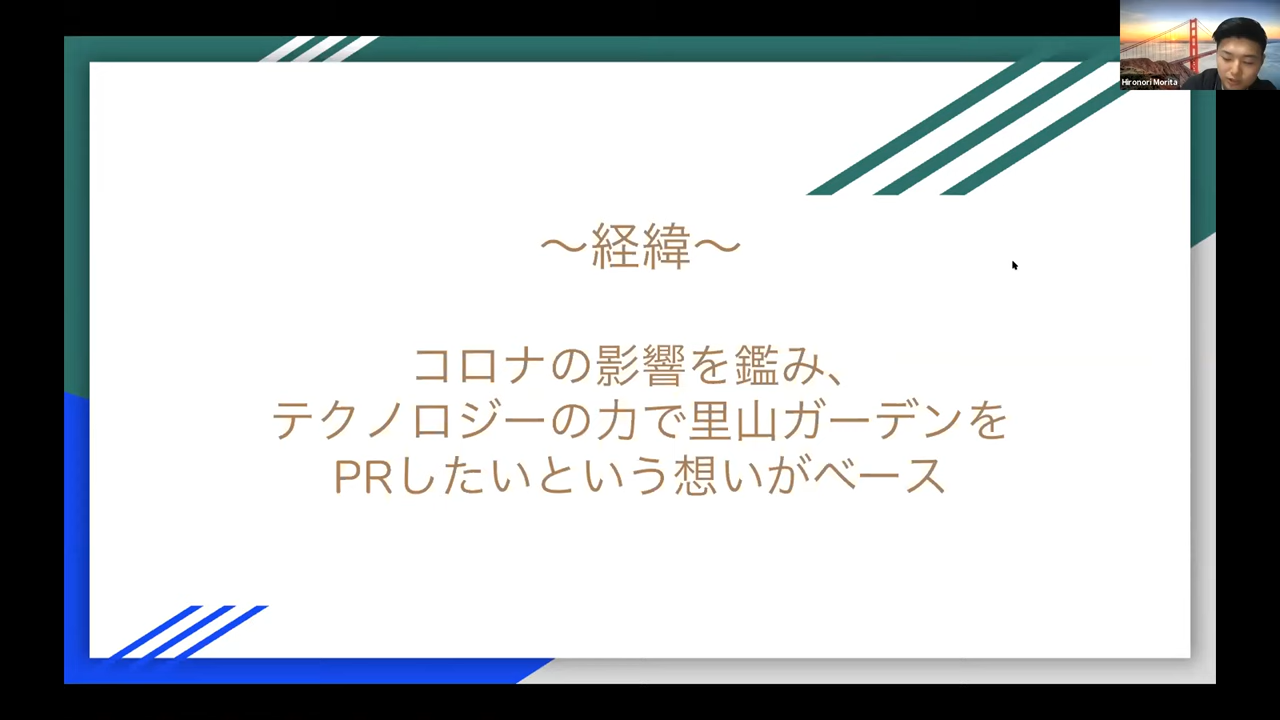 ～経緯～
コロナの影響を鑑み、
テクノロジーの力で里山ガーデンを
PRしたいという想いがベース
Hironori Morita